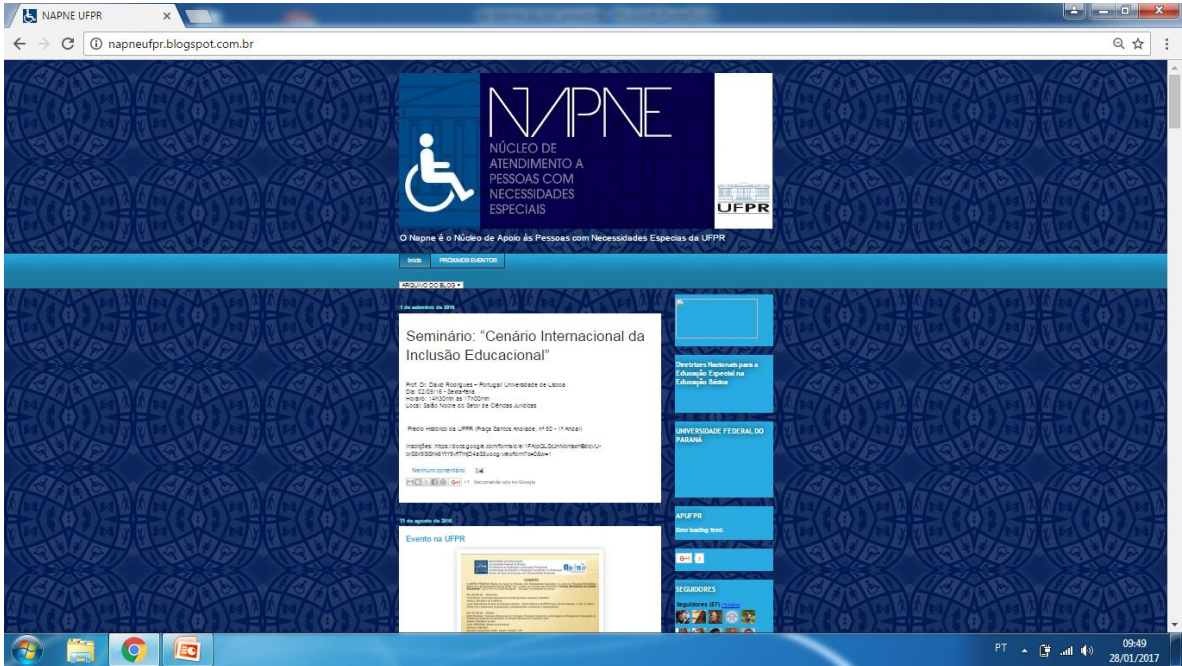 NAPNE UFPR
napneufpr.blogspot.com.br
NAPNE
NÚCLEO DE
ATENDIMENTO A
PESSOAS COM
NECESSIDADES
ESPECIAIS
UFPR
O Napne é o Núcleo de Apoio ás Pessoas com Necessidades Especias da UFPR
Início PRÓXIMOS EVENTOS
ARQUIVO DO BLOG
1 de setembro de 2016
Seminário: “Cenário Internacional da
Inclusão Educacional”
Prof. Dr. David Rodrigues – Portugal/ Universidade de Lisboa
Dia: 02/09/16 - Sexta-feira
Horário: 14h30min às 17h00min
Local: Salão Nobre do Setor de Ciências Jurídicas
Prédio Histórico da UFPR (Praça Santos Andrade, nº 50 - 1º Andar)
Inscrições:
Nenhum comentário:
+1 Recomende isto no Google
31 de agosto de 2016
Evento na UFPR
Diretrizes Nacionais para a
Educação Especial na
Educação Básica
UNIVERSIDADE FEDERAL DO
PARANÁ
APUFPR
Error loading feed.
G+1
SEGUIDORES
Seguidores (57)
PT
09:49
28/01/2017